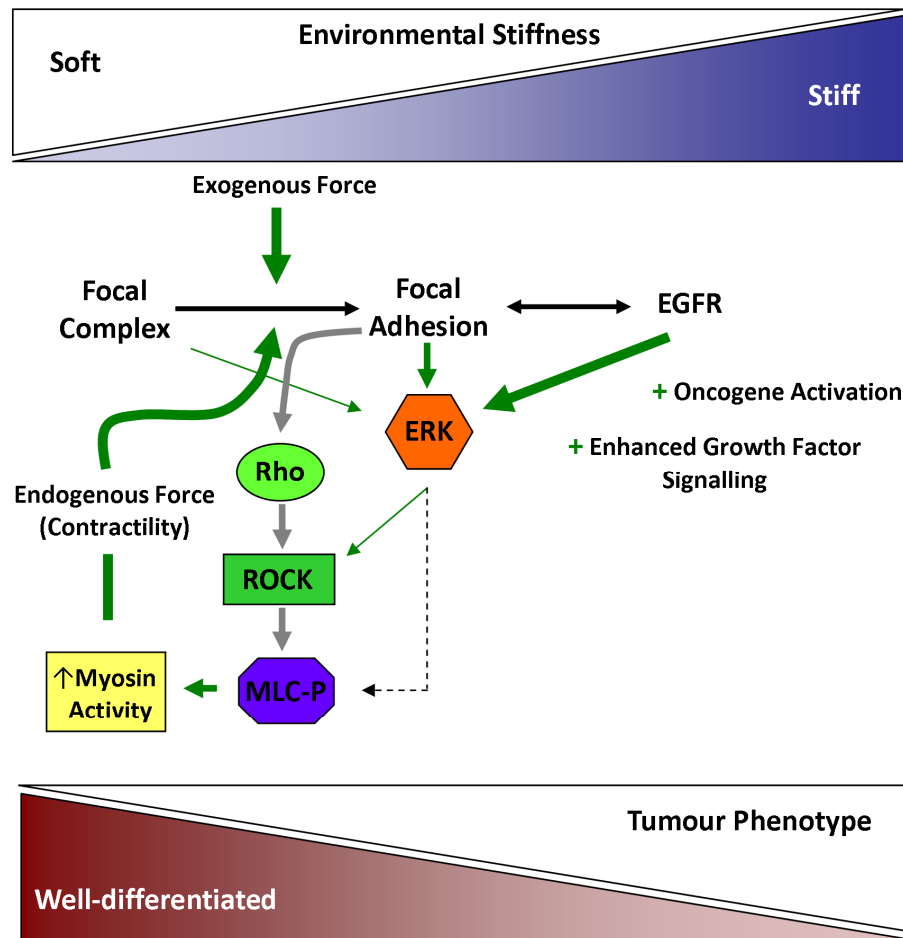 Environmental Stiffness
Soft
Stiff
Exogenous Force
Focal
Complex
Focal
Adhesion
EGFR
+ Oncogene Activation
ERK
+ Enhanced Growth Factor
Signalling
Rho
Endogenous Force
(Contractility)
ROCK
↑Myosin
Activity
MLC-P
Tumour Phenotype
Well-differentiated